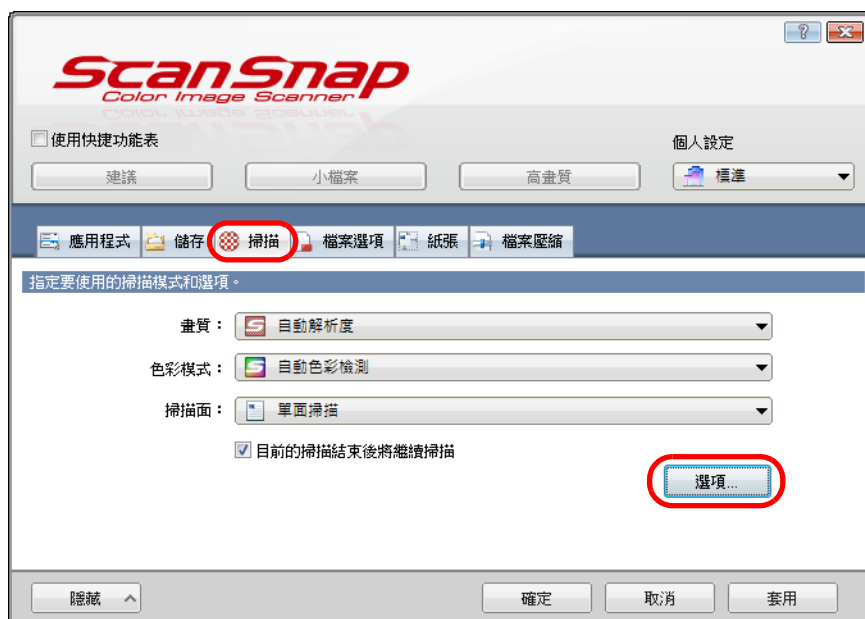 ScanSnap
Color Image Scanner
使用快捷功能表
個人設定
建議 小檔案 高畫質 標準
應用程式 儲存 掃描 檔案選項 紙張 檔案壓縮
指定要使用的掃描模式和選項。
畫質： 自動解析度
色彩模式： 自動色彩檢測
掃描面： 單面掃描
目前的掃描結束後將繼續掃描
選項...
隱藏 確定 取消 套用